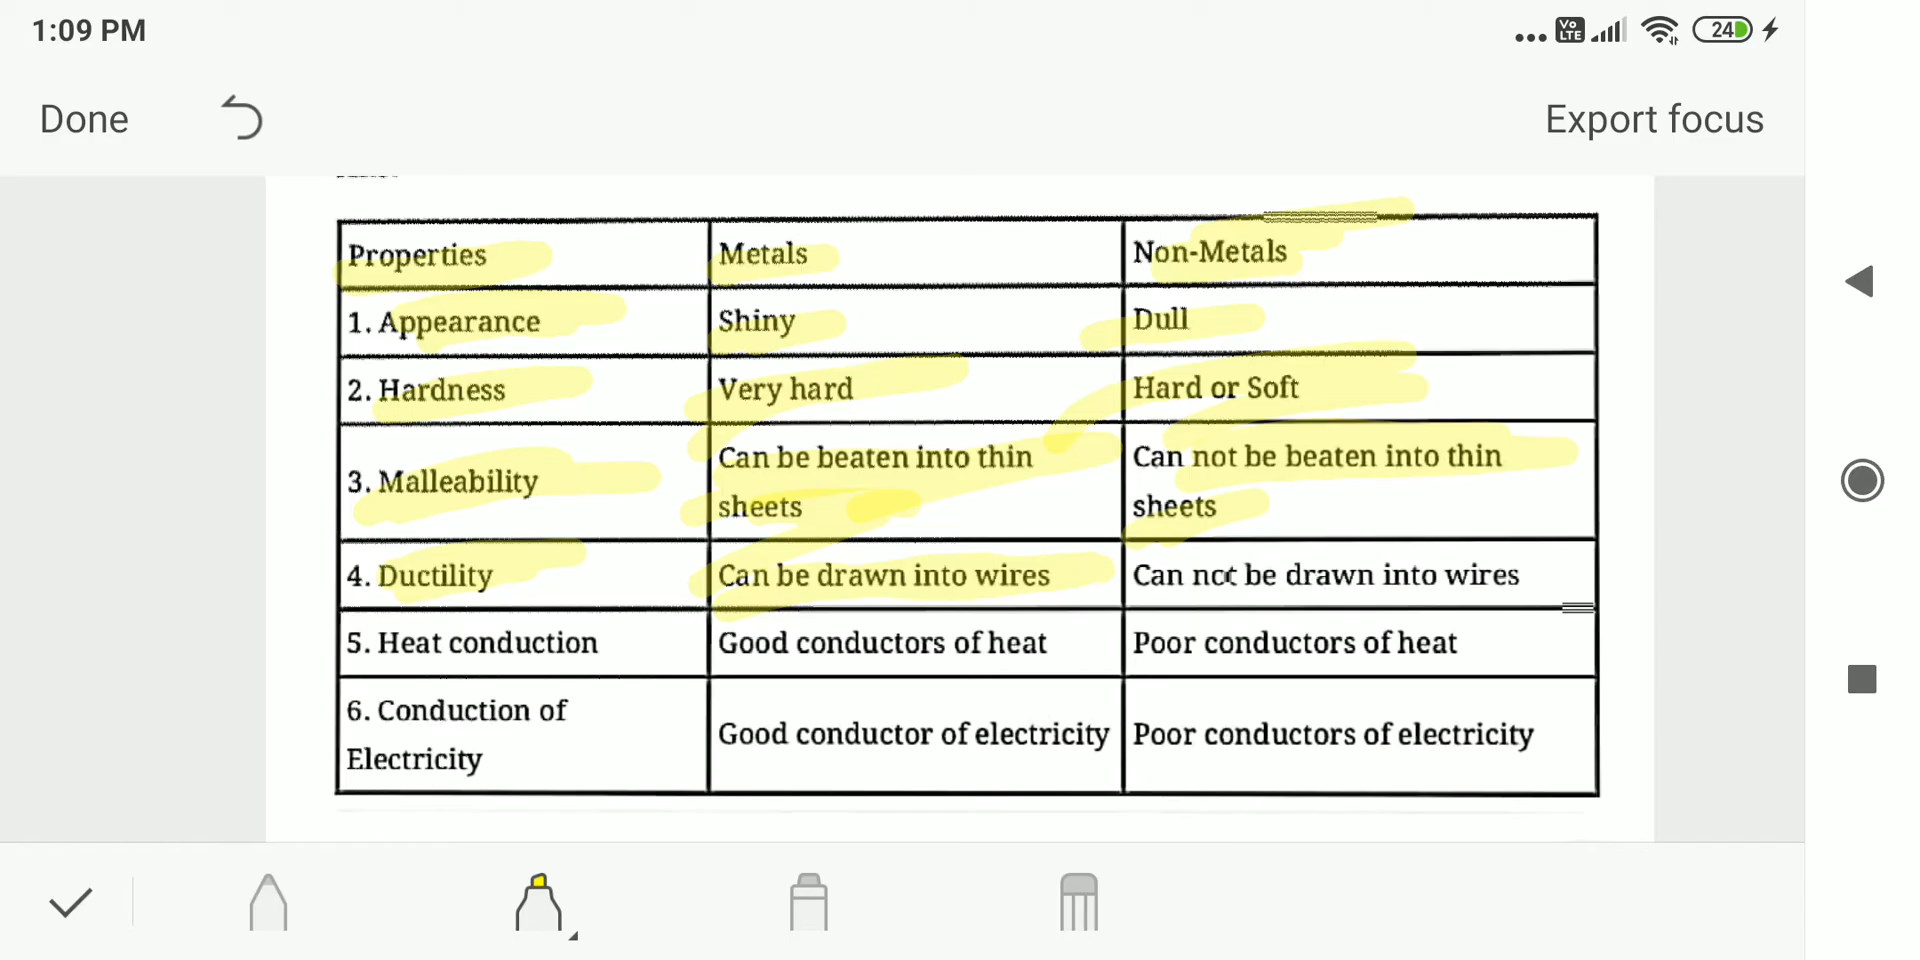 1:09 PM
Vo LTE
24
Done
Export focus
Properties
Metals
Non-Metals
1. Appearance
Shiny
Dull
2. Hardness
Very hard
Hard or Soft
3. Malleability
Can be beaten into thin
sheets
Can not be beaten into thin
sheets
4. Ductility
Can be drawn into wires
Can not be drawn into wires
5. Heat conduction
Good conductors of heat
Poor conductors of heat
6. Conduction of
Electricity
Good conductor of electricity
Poor conductors of electricity